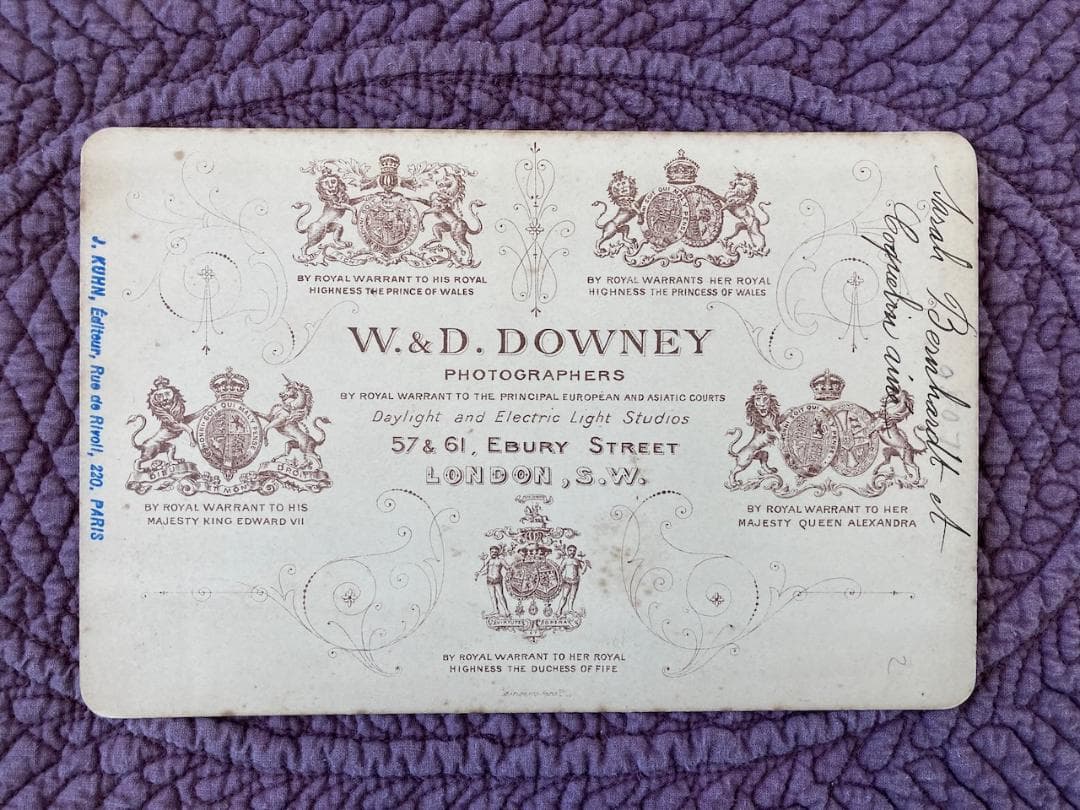 BY ROYAL WARRANT TO HIS ROYAL
HIGHNESS THE PRINCE OF WALES
BY ROYAL WARRANTS HER ROYAL
HIGHNESS THE PRINCESS OF WALES
W. & D. DOWNEY
PHOTOGRAPHERS
BY ROYAL WARRANT TO THE PRINCIPAL EUROPEAN AND ASIATIC COURTS
Daylight and Electric Light Studios
57 & 61, EBURY STREET
LONDON, S.W.
BY ROYAL WARRANT TO HIS
MAJESTY KING EDWARD VII
BY ROYAL WARRANT TO HER
MAJESTY QUEEN ALEXANDRA
BY ROYAL WARRANT TO HER ROYAL
HIGHNESS THE DUCHESS OF FIFE
J. KUHN, Éditeur, Rue de Rivoli, 220, PARIS
Sarah Bernhardt et
Coquelin
2